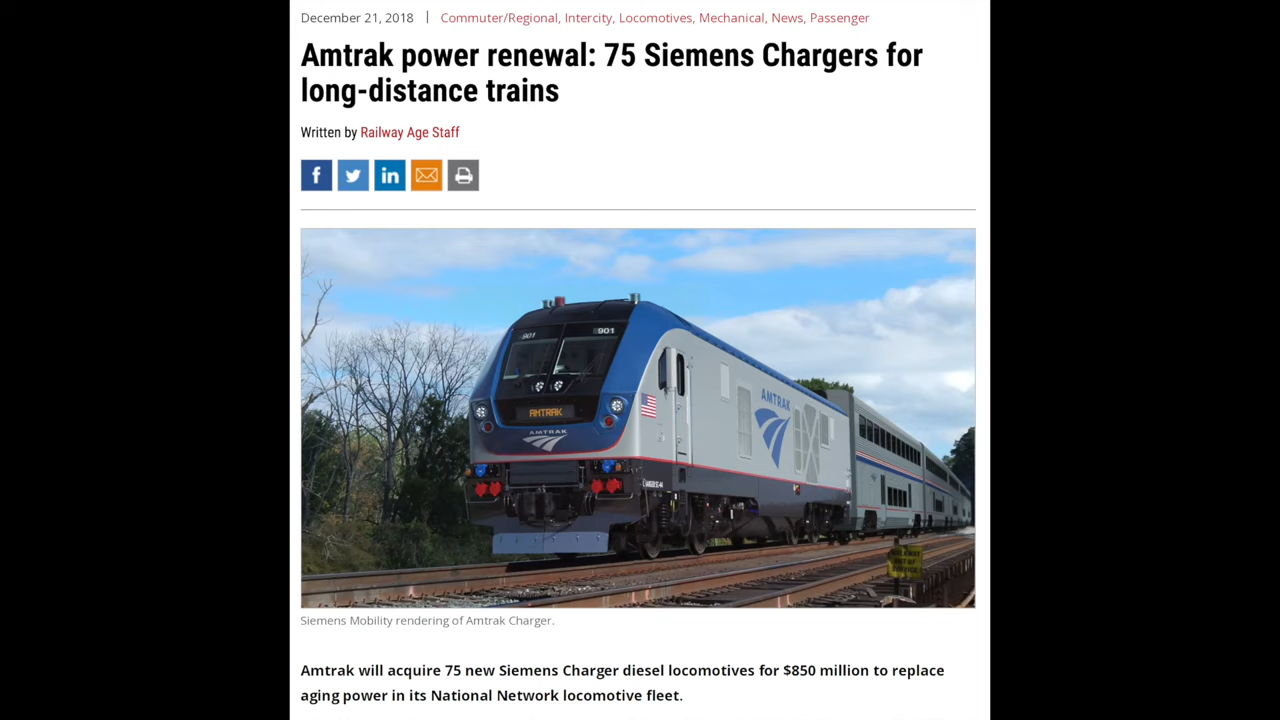 December 21, 2018 | Commuter/Regional, Intercity, Locomotives, Mechanical, News, Passenger
Amtrak power renewal: 75 Siemens Chargers for
long-distance trains
Written by Railway Age Staff
901
901
AMTRAK
AMTRAK
AMTRAK
Siemens Mobility rendering of Amtrak Charger.
Amtrak will acquire 75 new Siemens Charger diesel locomotives for $850 million to replace
aging power in its National Network locomotive fleet.